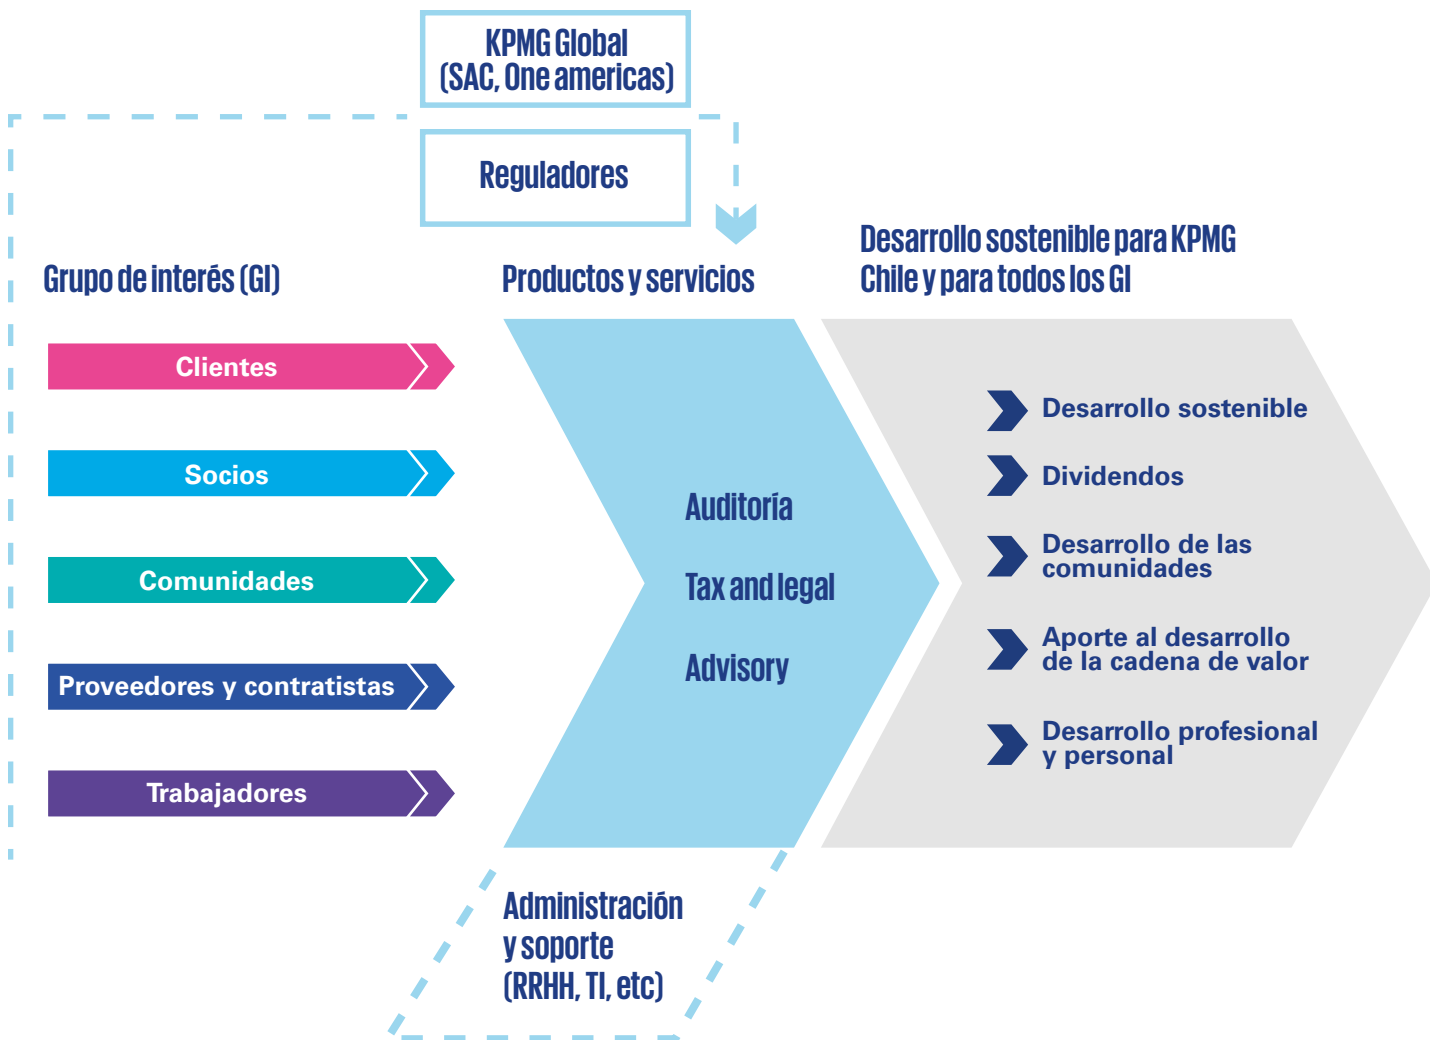 KPMG Global
(SAC, One americas)
Reguladores
Grupo de interés (GI)
Clientes
Socios
Comunidades
Proveedores y contratistas
Trabajadores
Productos y servicios
Auditoría
Tax and legal
Advisory
Administración
y soporte
(RRHH, TI, etc)
Desarrollo sostenible para KPMG
Chile y para todos los GI
Desarrollo sostenible
Dividendos
Desarrollo de las
comunidades
Aporte al desarrollo
de la cadena de valor
Desarrollo profesional
y personal